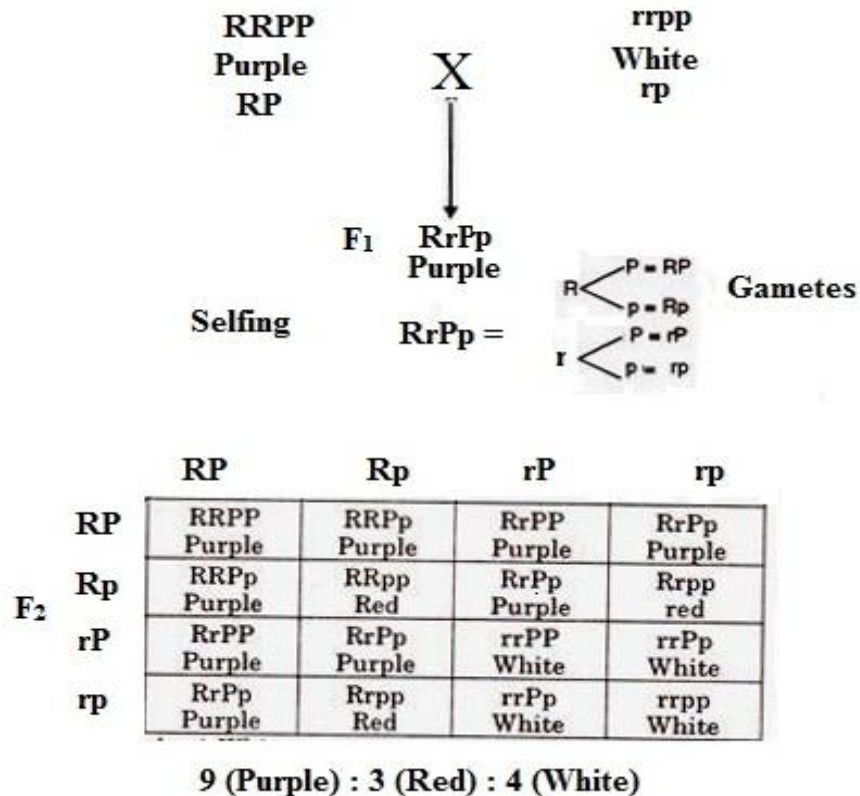 RRPP
Purple
RP
X
rrpp
White
rp
F1 RrPp
Purple
Selfing RrPp =
R P = RP
p = Rp
r P = rP
p = rp
Gametes
RP Rp rP rp
RP RRPP RRPp RrPP RrPp
Purple Purple Purple Purple
F2 Rp RRPp RRpp RrPp Rrpp
Purple Red Purple red
rP RrPP RrPp rrPP rrPp
Purple Purple White White
rp RrPp Rrpp rrPp rrpp
Purple Red White White
9 (Purple) : 3 (Red) : 4 (White)